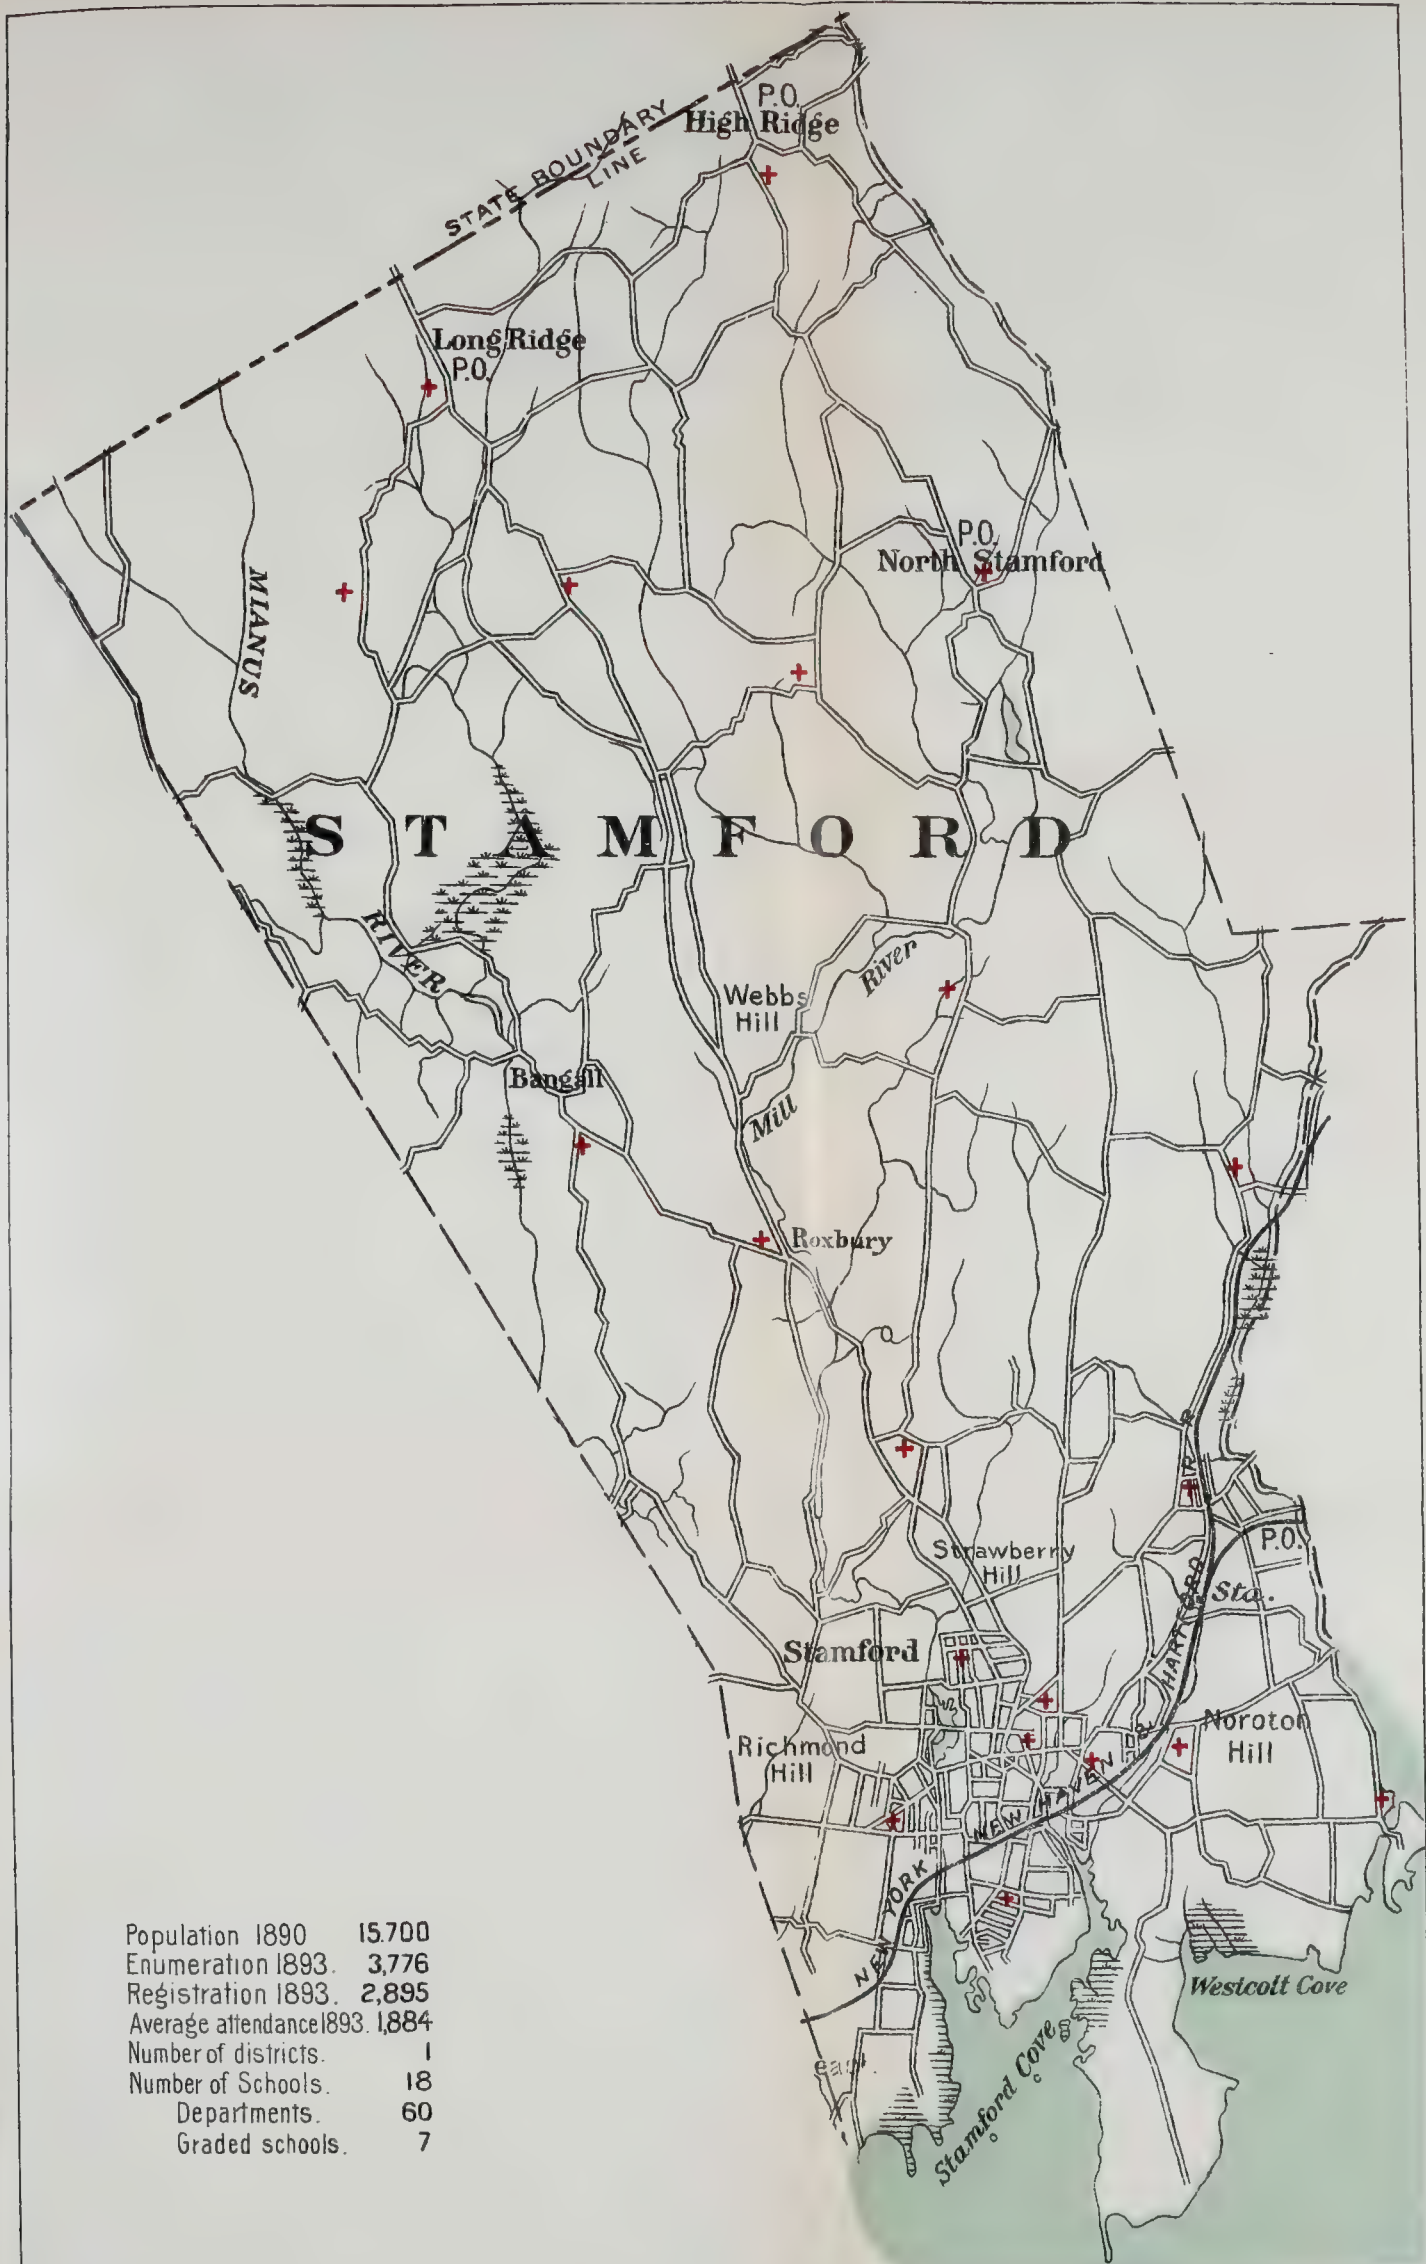 P.O.
High Ridge
STATE BOUNDARY
LINE
Long Ridge
P.O.
P.O.
North Stamford
MIANUS
STAMFORD
RIVER
River
Webbs
Hill
Bangall
Mill
Roxbury
R R
Strawberry
Hill
P.O.
Sta.
Stamford
Noroton
Hill
Richmond
Hill
NEW YORK NEW HAVEN & HARTFORD
Westcott Cove
Stamford Cove
Population 1890 15.700
Enumeration 1893. 3,776
Registration 1893. 2,895
Average attendance 1893. 1,884
Number of districts. 1
Number of Schools. 18
Departments. 60
Graded schools. 7